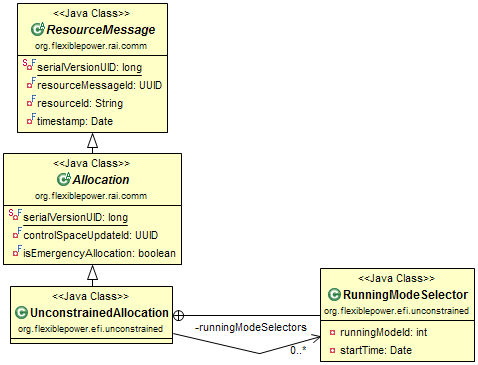 <<Java Class>>
ResourceMessage
org.flexiblepower.rai.comm
serialVersionUID: long
resourceMessageId: UUID
resourceId: String
timestamp: Date
<<Java Class>>
Allocation
org.flexiblepower.rai.comm
serialVersionUID: long
controlSpaceUpdateId: UUID
isEmergencyAllocation: boolean
<<Java Class>>
UnconstrainedAllocation
org.flexiblepower.efi.unconstrained
-runningModeSelectors
0..*
<<Java Class>>
RunningModeSelector
org.flexiblepower.efi.unconstrained
runningModeId: int
startTime: Date